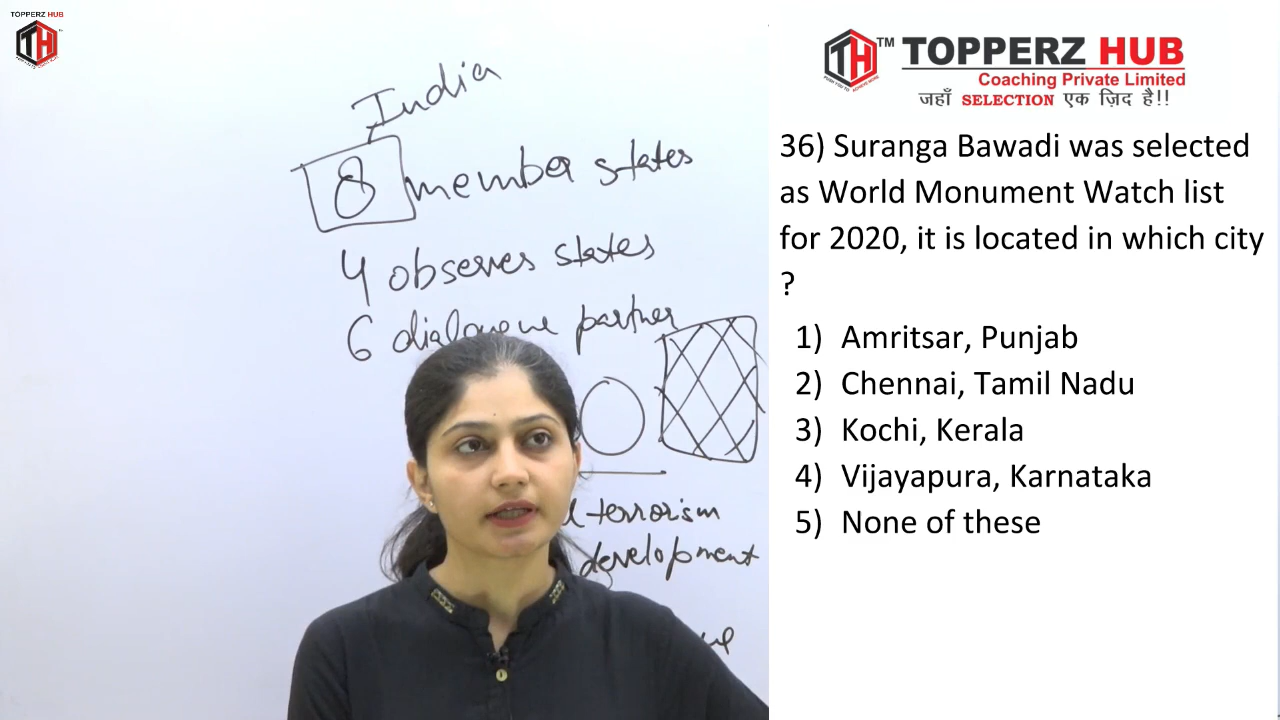 TOPPERZ HUB
TH
India
8 member states
4 observes states
6 dialogue partner
terrorism
development
TH™ TOPPERZ HUB
Coaching Private Limited
जहाँ SELECTION एक ज़िद है!!
36) Suranga Bawadi was selected
as World Monument Watch list
for 2020, it is located in which city
?
1) Amritsar, Punjab
2) Chennai, Tamil Nadu
3) Kochi, Kerala
4) Vijayapura, Karnataka
5) None of these